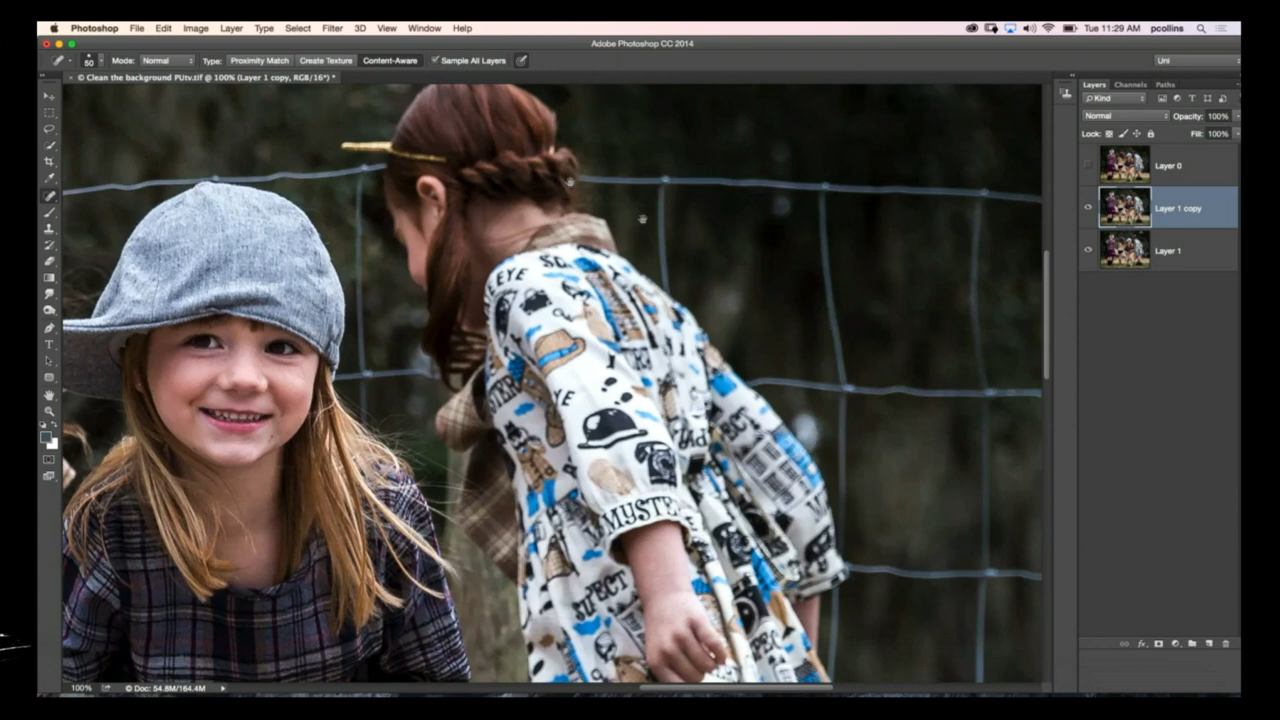 Photoshop File Edit Image Layer Type Select Filter 3D View Window Help Tue 11:29 AM pcollins
Adobe Photoshop CC 2014
50 Mode: Normal Type: Proximity Match Create Texture Content-Aware Sample All Layers Uni
× © Clean the background PUtv.tif @ 100% (Layer 1 copy, RGB/16*) *
Layers Channels Paths
Kind
Normal Opacity: 100%
Lock: Fill: 100%
Layer 0
Layer 1 copy
Layer 1
EYE
EYE
MYSTE
SUSPECT
100% © Doc: 54.8M/164.4M